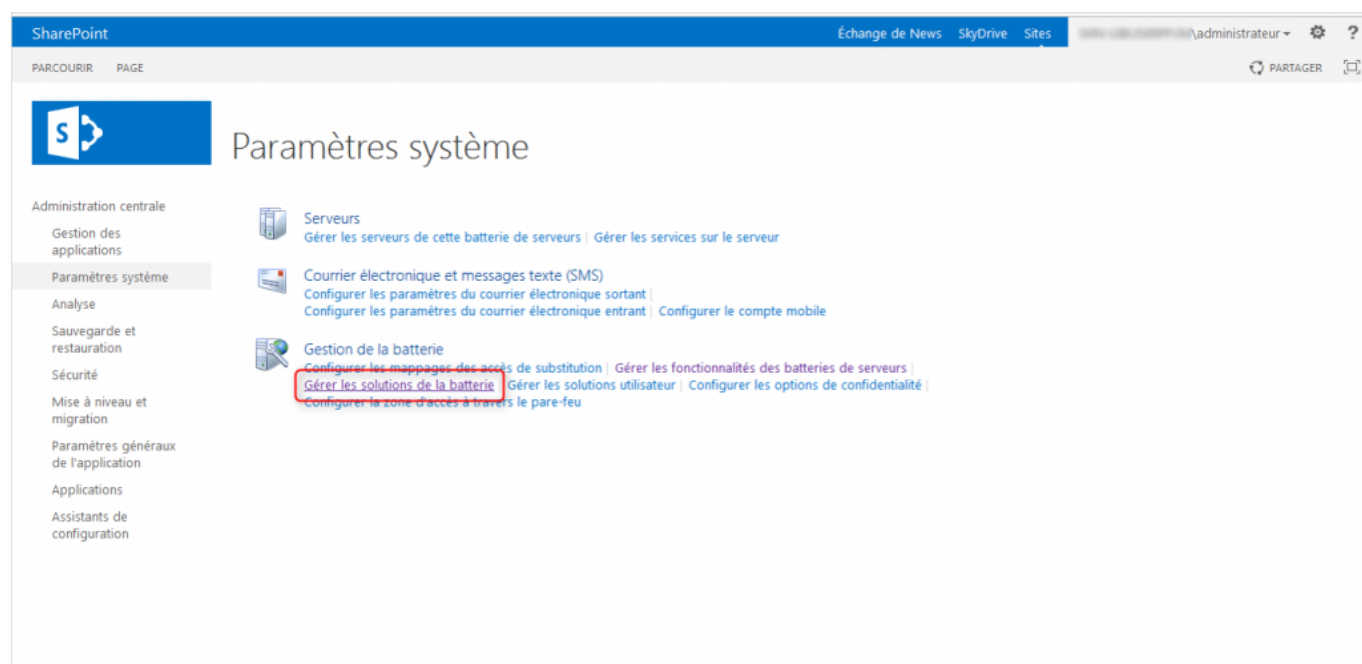 SharePoint Échange de News SkyDrive Sites \administrateur ?
PARCOURIR PAGE PARTAGER
S
Paramètres système
Administration centrale
Gestion des
applications
Paramètres système
Analyse
Sauvegarde et
restauration
Sécurité
Mise à niveau et
migration
Paramètres généraux
de l'application
Applications
Assistants de
configuration
Serveurs
Gérer les serveurs de cette batterie de serveurs | Gérer les services sur le serveur
Courrier électronique et messages texte (SMS)
Configurer les paramètres du courrier électronique sortant |
Configurer les paramètres du courrier électronique entrant | Configurer le compte mobile
Gestion de la batterie
Configurer les mappages des accès de substitution | Gérer les fonctionnalités des batteries de serveurs |
Gérer les solutions de la batterie | Gérer les solutions utilisateur | Configurer les options de confidentialité |
Configurer la zone d'accès à travers le pare-feu